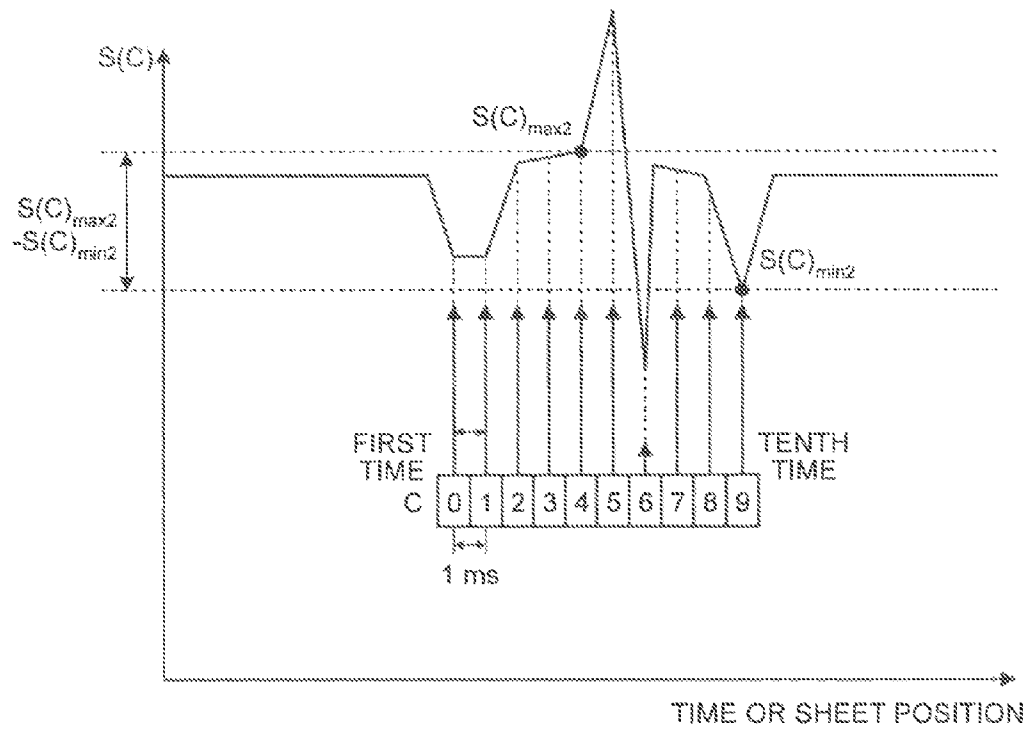 S(C)
S(C)max2
S(C)max2
-S(C)min2
S(C)min2
FIRST
TIME
TENTH
TIME
C 0 1 2 3 4 5 6 7 8 9
1 ms
TIME OR SHEET POSITION